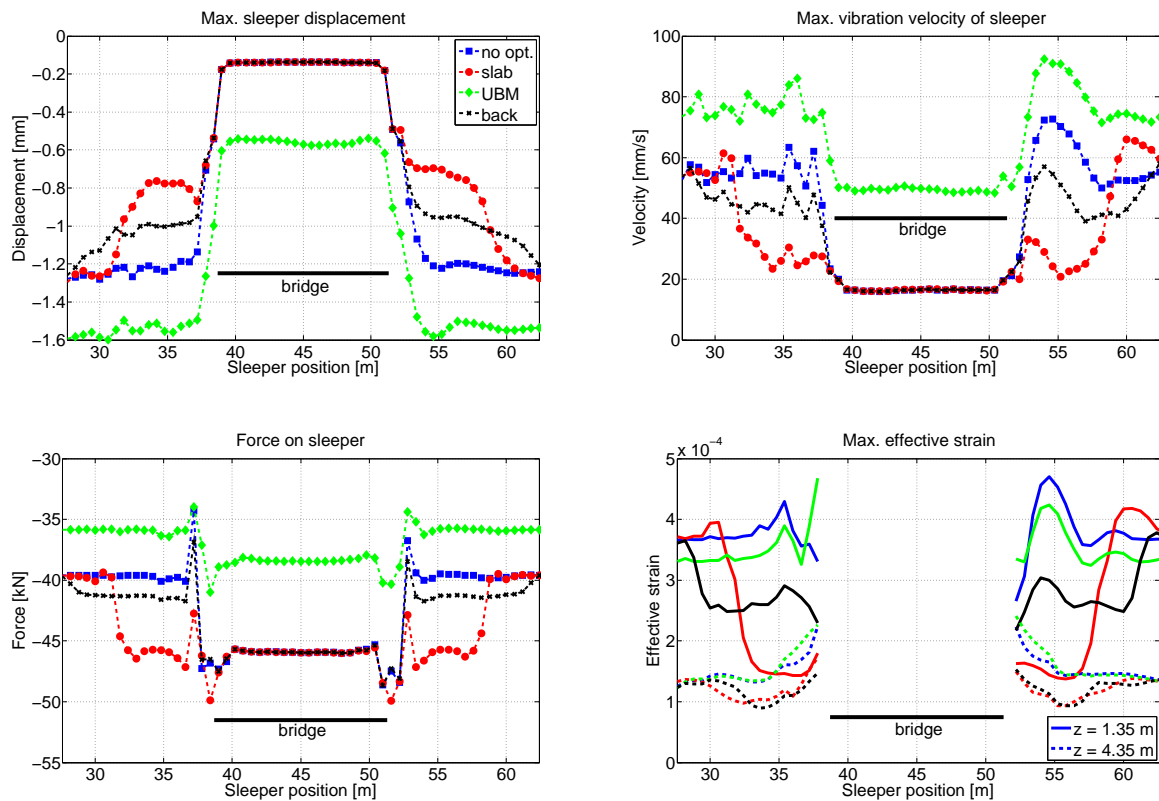 Max. sleeper displacement
0
−0.2
−0.4
−0.6
−0.8
−1
−1.2
−1.4
−1.6
Displacement [mm]
no opt.
slab
UBM
back
bridge
30 35 40 45 50 55 60
Sleeper position [m]
Max. vibration velocity of sleeper
100
80
60
40
20
0
Velocity [mm/s]
bridge
30 35 40 45 50 55 60
Sleeper position [m]
Force on sleeper
−30
−35
−40
−45
−50
−55
Force [kN]
bridge
30 35 40 45 50 55 60
Sleeper position [m]
Max. effective strain
x 10−4
5
4
3
2
1
0
Effective strain
bridge
z = 1.35 m
z = 4.35 m
30 35 40 45 50 55 60
Sleeper position [m]